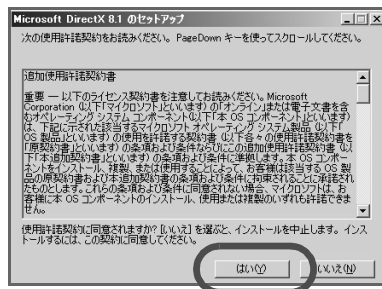 Microsoft DirectX 8.1 のセットアップ
次の使用許諾契約をお読みください。PageDown キーを使ってスクロールしてください。
追加使用許諾契約書
重要 ― 以下のライセンス契約書を注意してお読みください。Microsoft
Corporation (以下「マイクロソフト」といいます) の「オンライン」または電子文書を含
むオペレーティング システム コンポーネント(以下「本 OS コンポーネント」といいます)
は、下記に示された該当するマイクロソフト オペレーティング システム製品 (以下「
OS 製品」といいます) の使用を許諾する契約書 (以下各々の使用許諾契約書を
「原契約書」といいます) の条項および条件ならびにこの追加使用許諾契約書 (以
下「本追加契約書」といいます) の条項および条件に準拠します。本 OS コンポー
ネントをインストール、複製、または使用することによって、お客様は該当する OS 製
品の原契約書および本追加契約書の条項および条件に拘束されることに承諾され
たものとします。これらの条項および条件に同意されない場合、マイクロソフトは、お
客様に本 OS コンポーネントのインストール、使用または複製のいずれも許諾できま
せん。
使用許諾契約に同意されますか? [いいえ] を選ぶと、インストールを中止します。インス
トールするには、この契約に同意してください。
はい(Y)
いいえ(N)